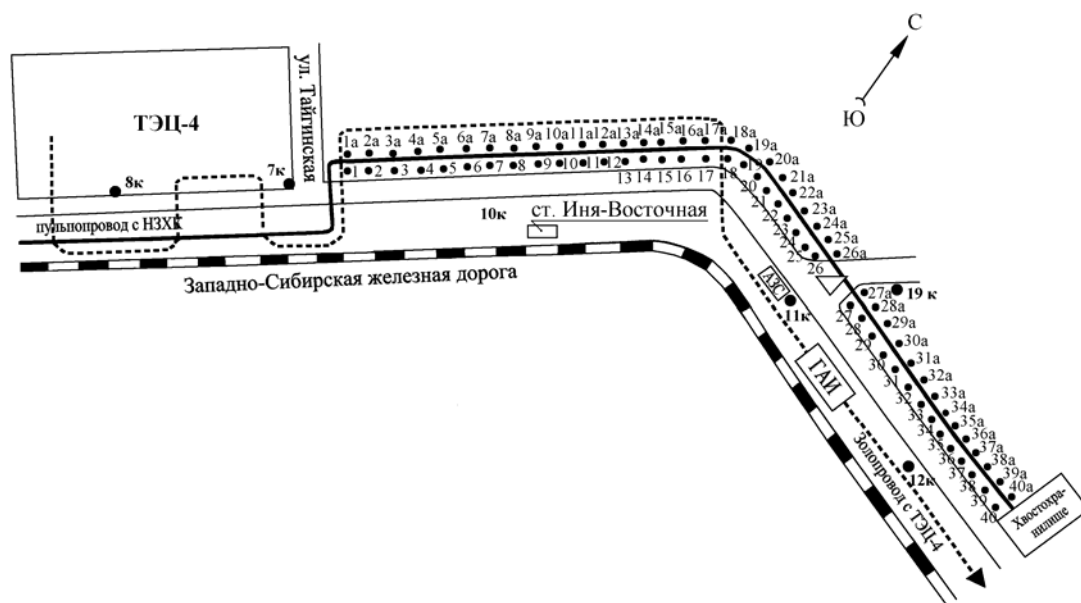 С
Ю
ул. Тайгинская
ТЭЦ-4
7к
8к
1а 2а 3а 4а 5а 6а 7а 8а 9а 10а 11а 12а 13а 14а 15а 16а 17а 18а
19а
20а
21а
22а
23а
24а
25а
26а
1 2 3 4 5 6 7 8 9 10 11 12
13 14 15 16 17 18
19
20
21
22
23
24
25
26
пульпопровод с НЗХК
10к
ст. Иня-Восточная
Западно-Сибирская железная дорога
АЗС
11к
19 к
27а
28а
29а
30а
31а
32а
33а
34а
35а
36а
37а
38а
39а
40а
27
28
29
30
31
32
33
34
35
36
37
38
39
40
ГАИ
12к
Золопровод с ТЭЦ-4
Хвостохра-
нилище